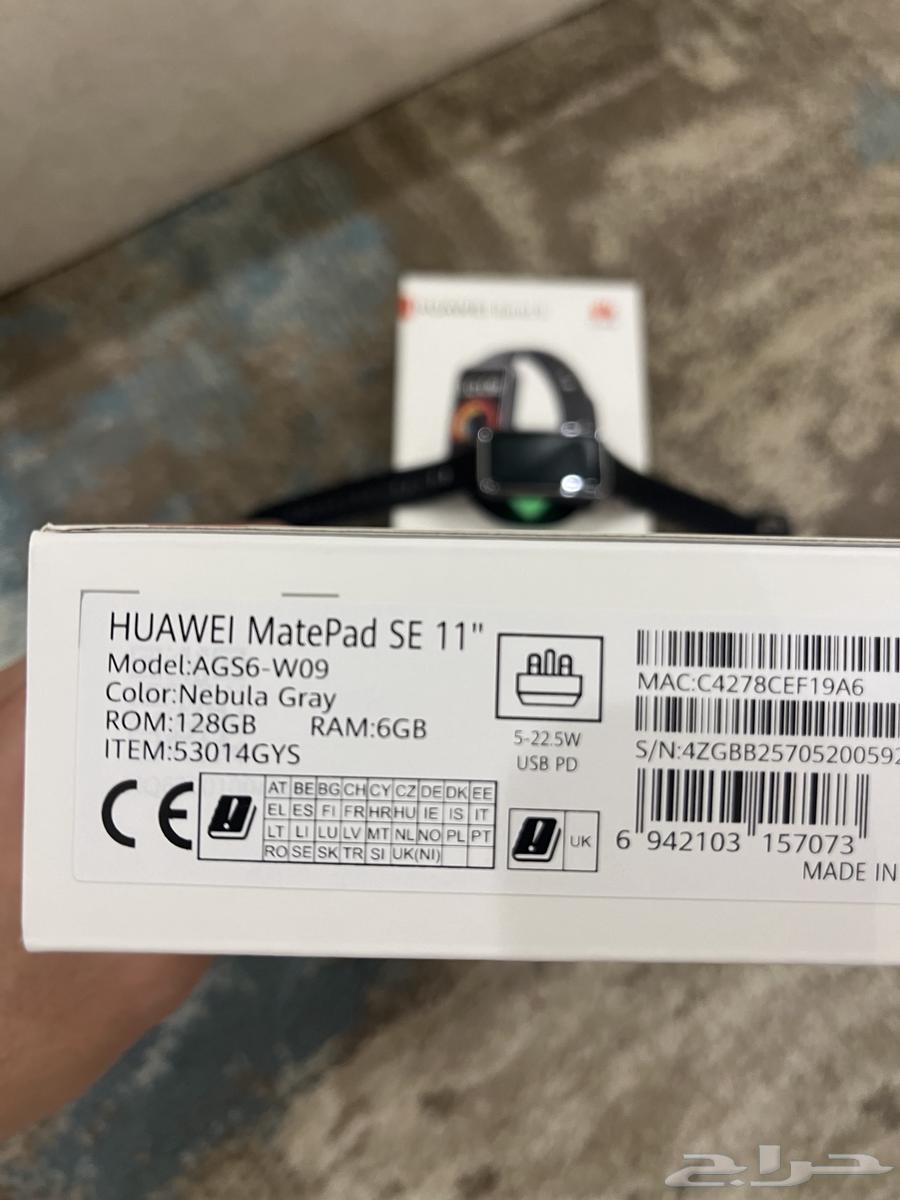 HUAWEI
HUAWEI MatePad SE 11"
Model:AGS6-W09
Color:Nebula Gray
ROM:128GB RAM:6GB
ITEM:53014GYS
CE
AT BE BG CH CY CZ DE DK EE
EL ES FI FR HR HU IE IS IT
LT LI LU LV MT NL NO PL PT
RO SE SK TR SI UK(NI)
UK
5-22.5W
USB PD
MAC:C4278CEF19A6
S/N:4ZGBB2570520059
6 942103 157073
MADE IN
حراج